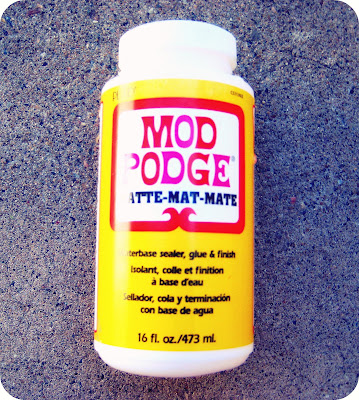 MOD
PODGE®
ATTE-MAT-MATE
terbase sealer, glue & finish
Isolant, colle et finition
à base d'eau
Sellador, cola y terminación
con base de agua
16 fl. oz./473 ml.